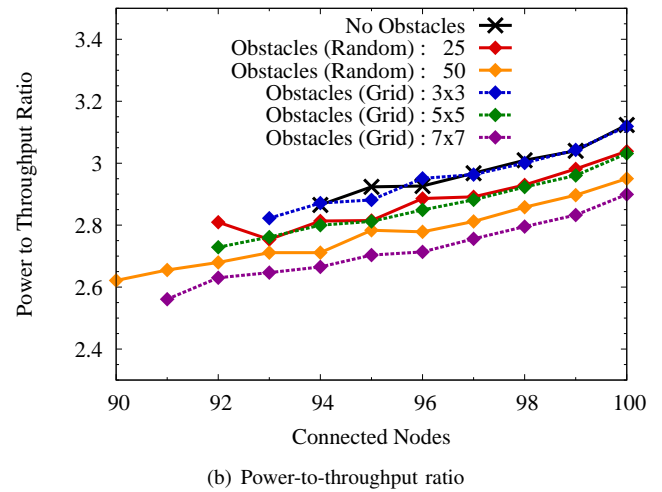 No Obstacles
Obstacles (Random) : 25
Obstacles (Random) : 50
Obstacles (Grid) : 3x3
Obstacles (Grid) : 5x5
Obstacles (Grid) : 7x7
3.4
3.2
3
2.8
2.6
2.4
Power to Throughput Ratio
90 92 94 96 98 100
Connected Nodes
(b) Power-to-throughput ratio